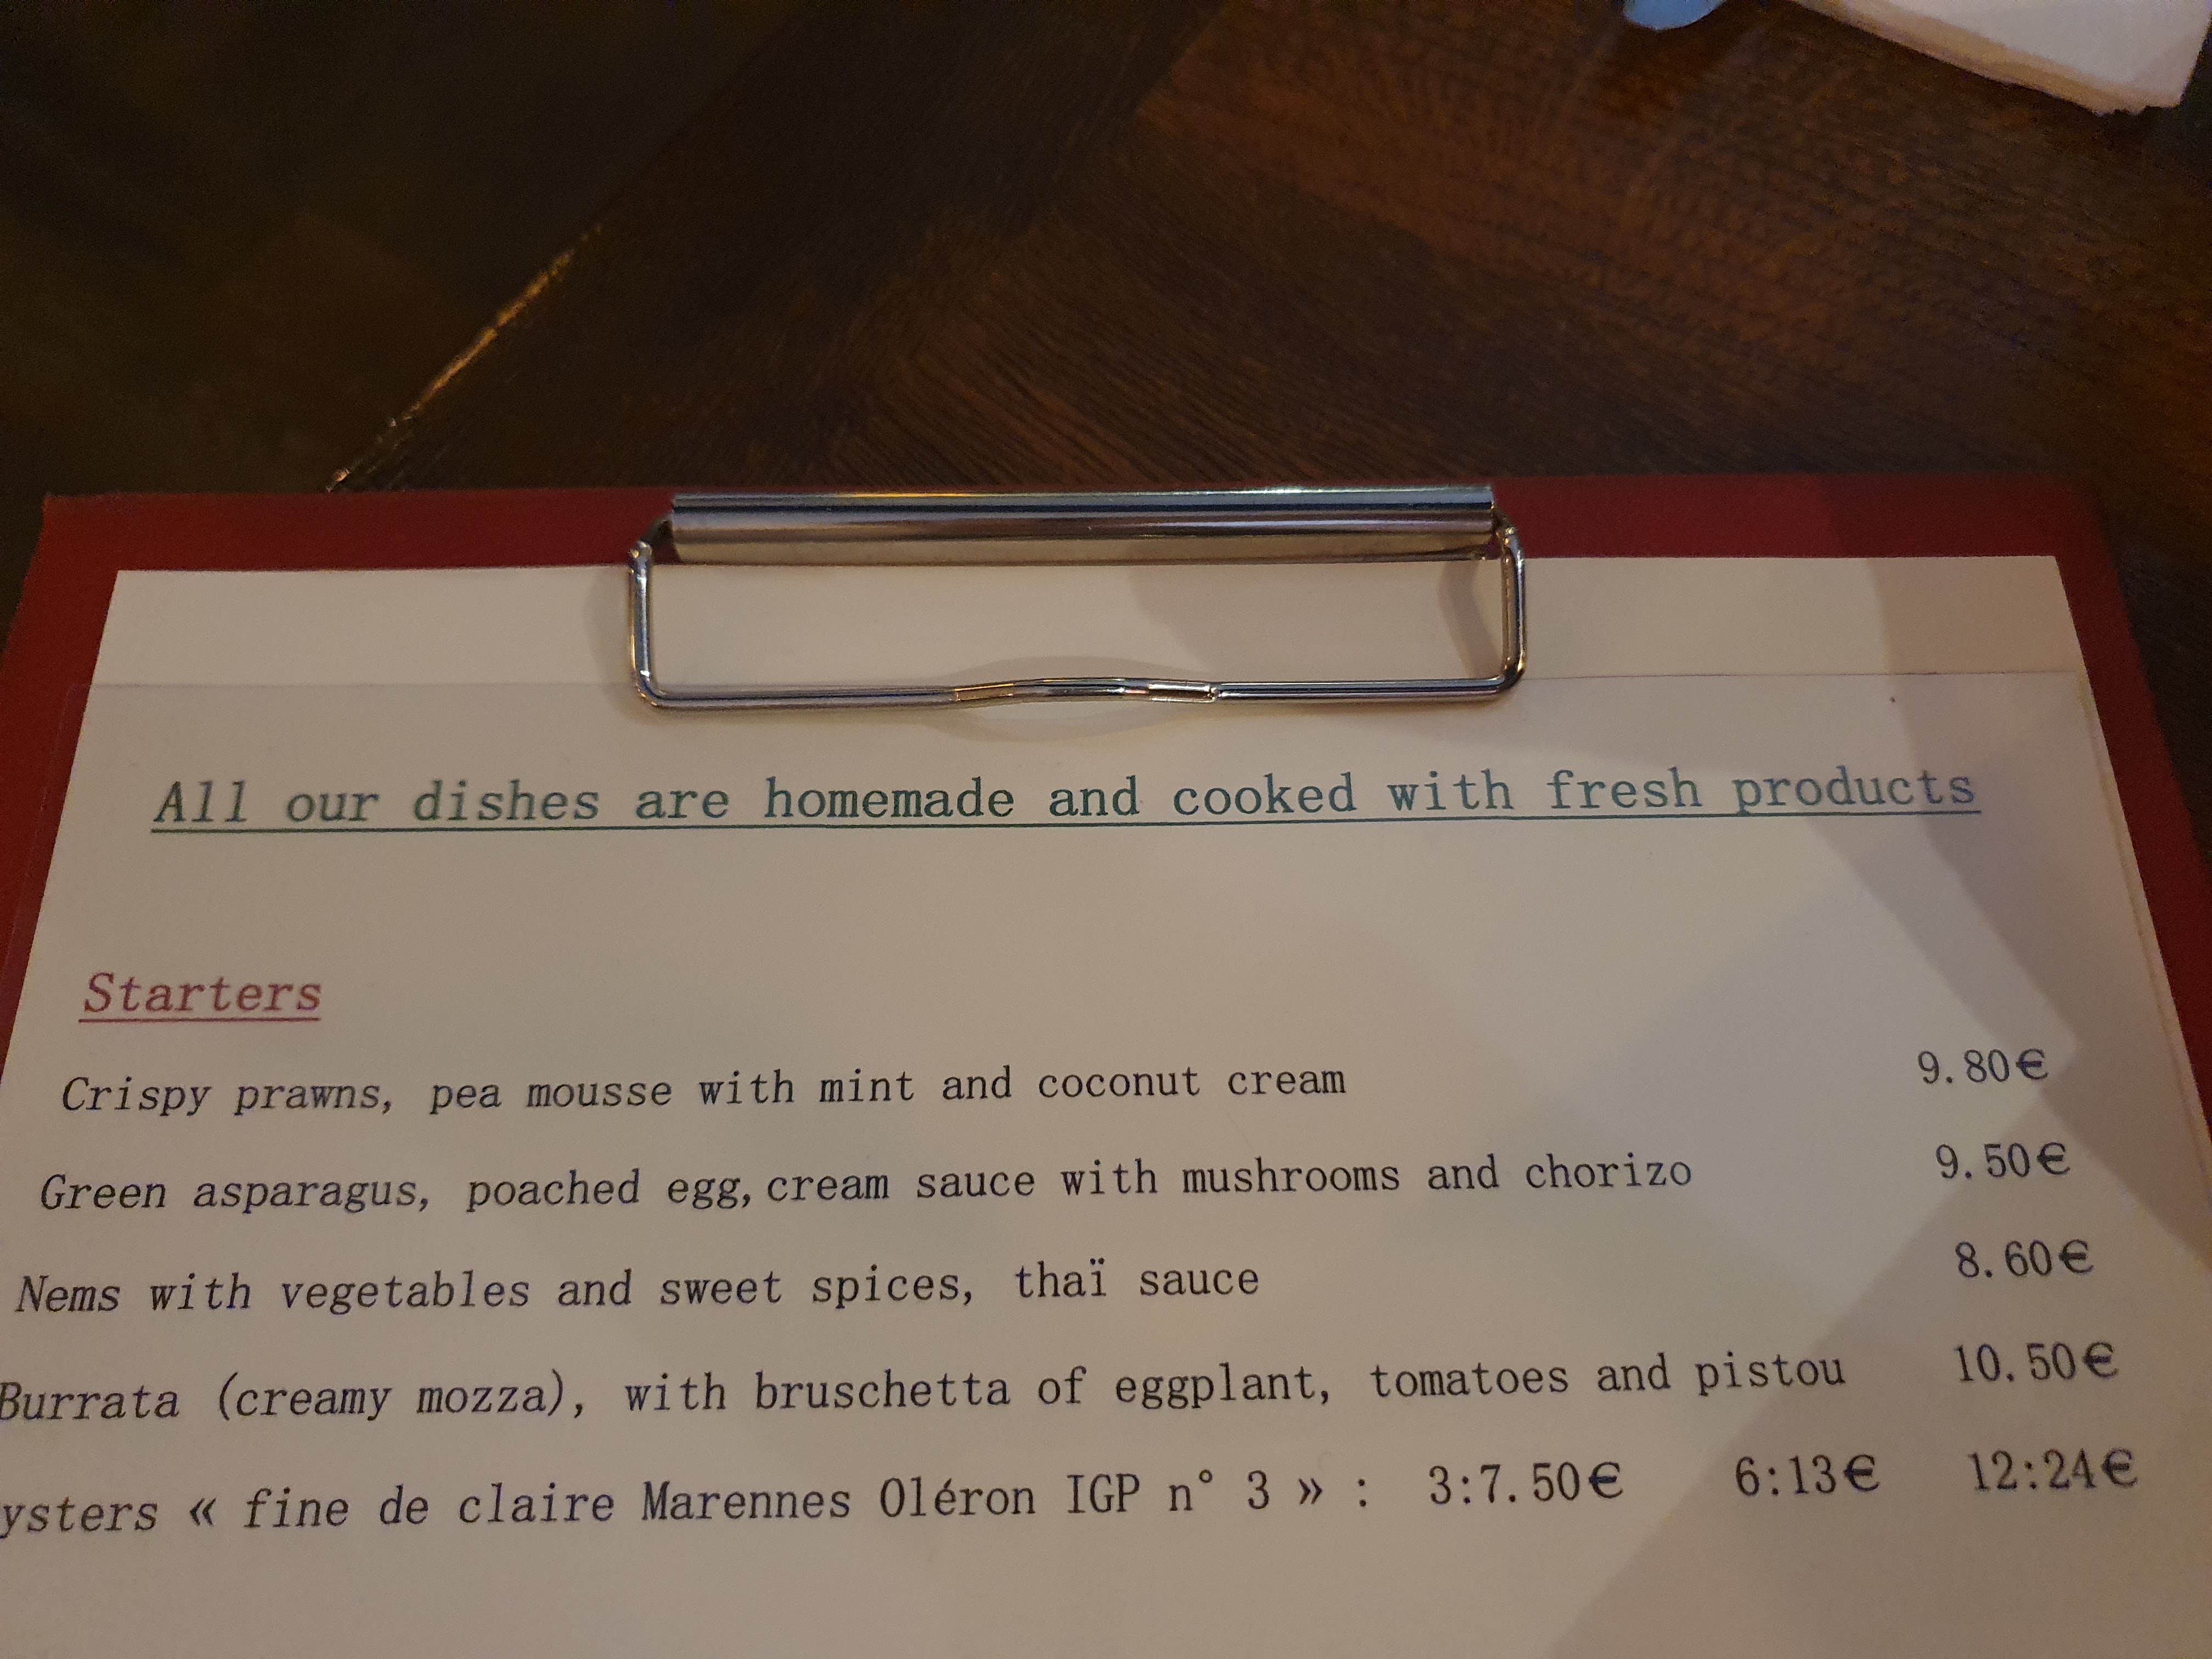 All our dishes are homemade and cooked with fresh products
Starters
Crispy prawns, pea mousse with mint and coconut cream 9.80€
Green asparagus, poached egg, cream sauce with mushrooms and chorizo 9.50€
Nems with vegetables and sweet spices, thaï sauce 8.60€
Burrata (creamy mozza), with bruschetta of eggplant, tomatoes and pistou 10.50€
ysters « fine de claire Marennes Oléron IGP n° 3 » : 3:7.50€ 6:13€ 12:24€